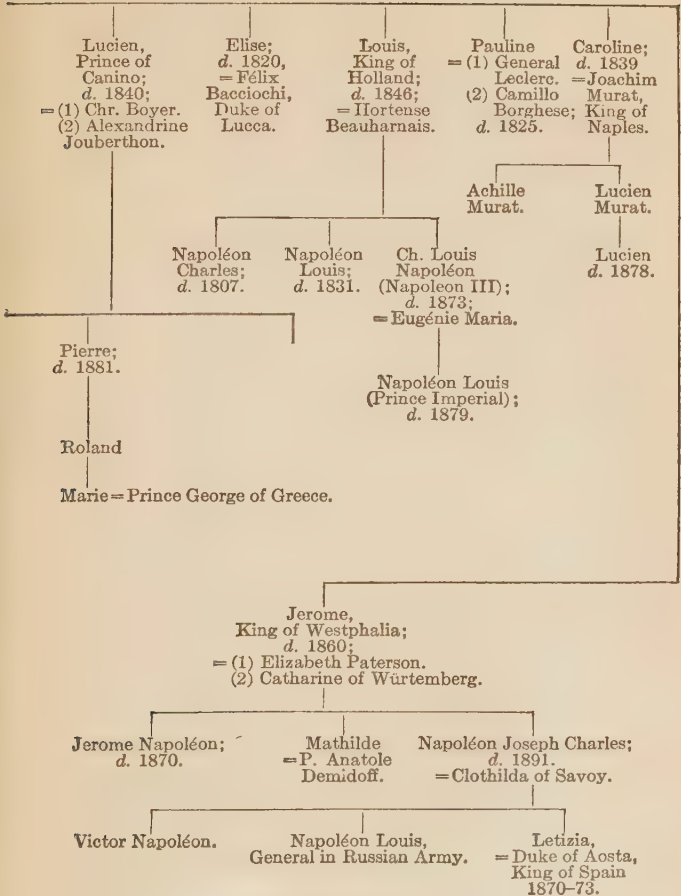 Lucien,
Prince of
Canino;
d. 1840;
= (1) Chr. Boyer.
(2) Alexandrine
Jouberthon.
Elise;
d. 1820,
= Félix
Bacciochi,
Duke of
Lucca.
Louis,
King of
Holland;
d. 1846;
= Hortense
Beauharnais.
Pauline
= (1) General
Leclerc.
(2) Camillo
Borghese;
d. 1825.
Caroline;
d. 1839
= Joachim
Murat,
King of
Naples.
Achille
Murat.
Lucien
Murat.
Lucien
d. 1878.
Napoléon
Charles;
d. 1807.
Napoléon
Louis;
d. 1831.
Ch. Louis
Napoléon
(Napoleon III);
d. 1873;
= Eugénie Maria.
Napoléon Louis
(Prince Imperial);
d. 1879.
Pierre;
d. 1881.
Roland
Marie = Prince George of Greece.
Jerome,
King of Westphalia;
d. 1860;
= (1) Elizabeth Paterson.
(2) Catharine of Würtemberg.
Jerome Napoléon;
d. 1870.
Mathilde
= P. Anatole
Demidoff.
Napoléon Joseph Charles;
d. 1891.
= Clothilda of Savoy.
Victor Napoléon.
Napoléon Louis,
General in Russian Army.
Letizia,
= Duke of Aosta,
King of Spain
1870–73.